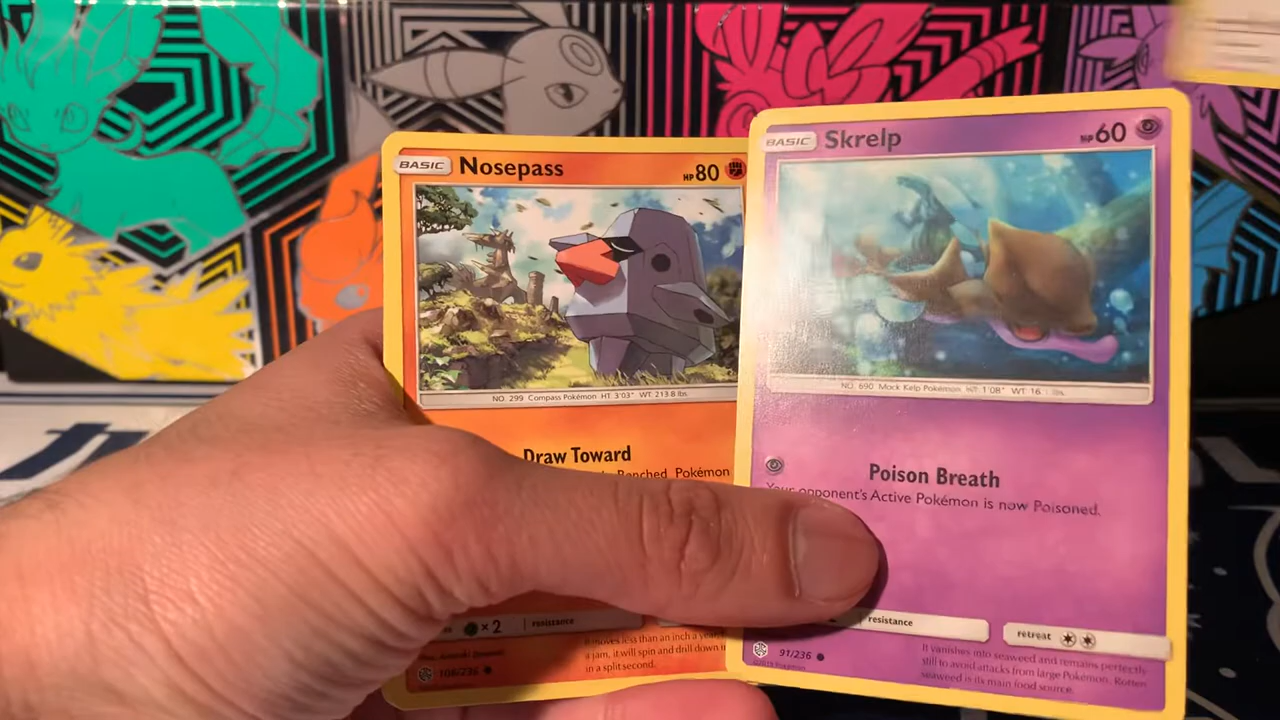 BASIC Nosepass HP 80
NO. 299 Compass Pokémon HT: 3'03" WT: 213.8 lbs.
Draw Toward
Benched Pokémon
×2 resistance
moves less than an inch a year
a jam, it will spin and drill down
in a split second.
106/236
BASIC Skrelp HP 60
NO. 690 Mock Kelp Pokémon HT: 1'08" WT: 16. lbs.
Poison Breath
Your opponent's Active Pokémon is now Poisoned.
resistance
retreat
91/236
©2019 Pokémon
It vanishes into seaweed and remains perfectly
still to avoid attacks from large Pokémon. Rotten
seaweed is its main food source.